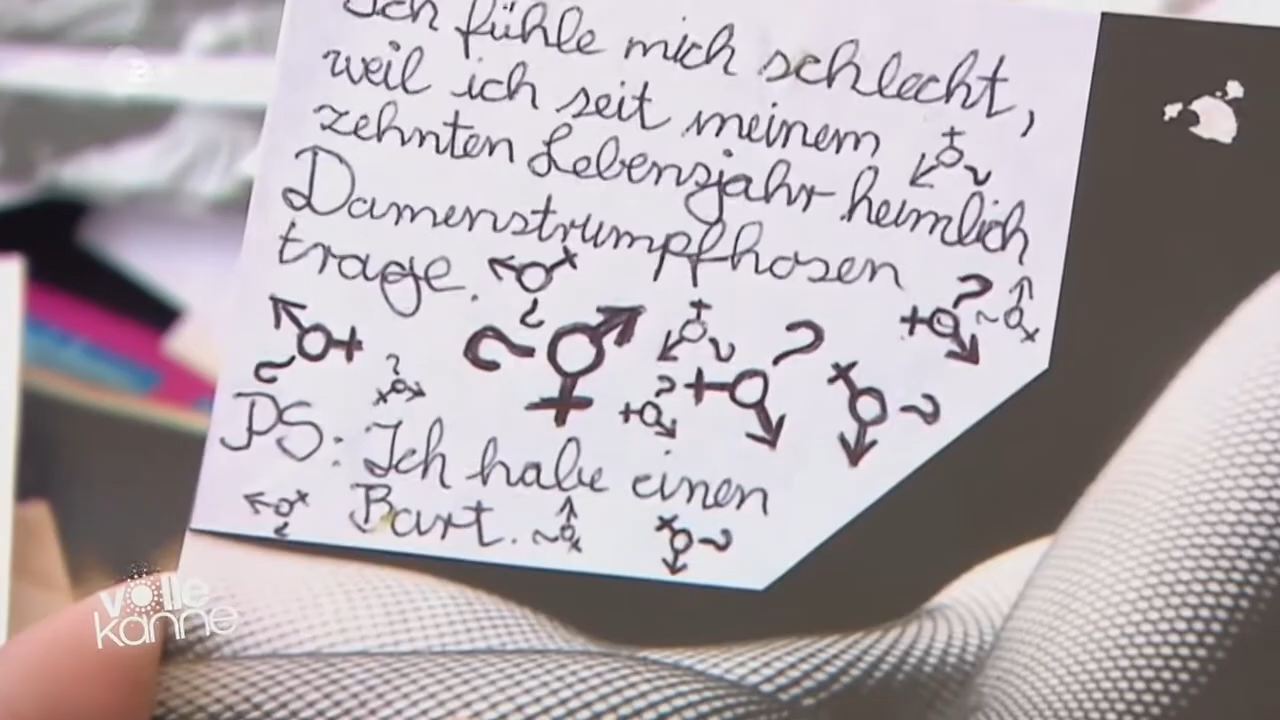 Ich fühle mich schlecht,
weil ich seit meinem
zehnten Lebensjahr heimlich
Damenstrumpfhosen
trage.
PS: Ich habe einen
Bart.
volle
kanne